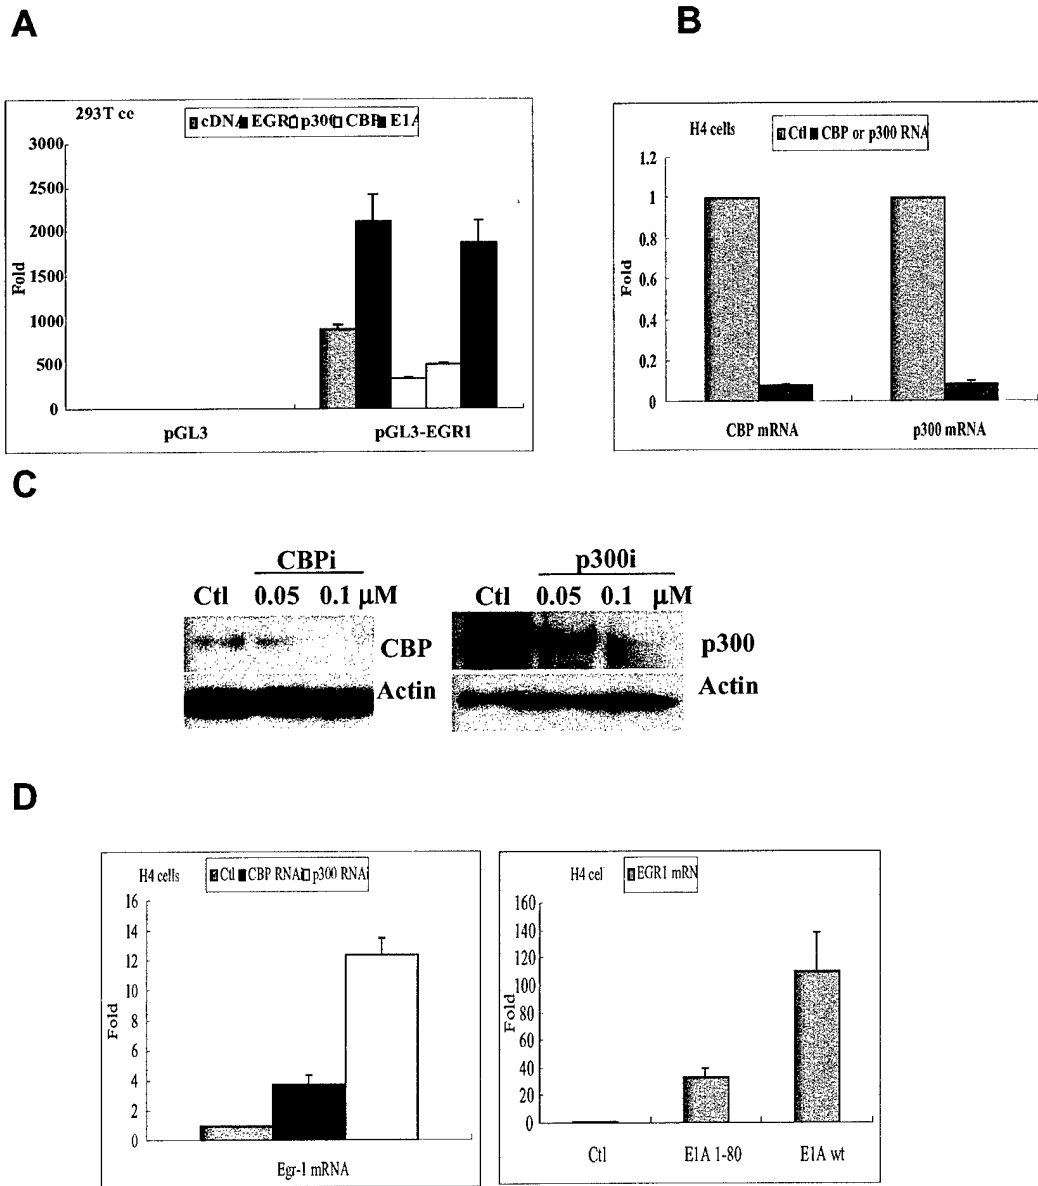 A
293T ce
cDNA EGR p300 CBP E1A
3000
2500
2000
1500
1000
500
0
Fold
pGL3 pGL3-EGR1
B
H4 cells
Ctl CBP or p300 RNA
1.2
1
0.8
0.6
0.4
0.2
0
Fold
CBP mRNA p300 mRNA
C
CBPi
Ctl 0.05 0.1 µM
CBP
Actin
p300i
Ctl 0.05 0.1 µM
p300
Actin
D
H4 cells
Ctl CBP RNAi p300 RNAi
16
14
12
10
8
6
4
2
0
Fold
Egr-1 mRNA
H4 cel
EGR1 mRN
160
140
120
100
80
60
40
20
0
Fold
Ctl E1A 1-80 E1A wt